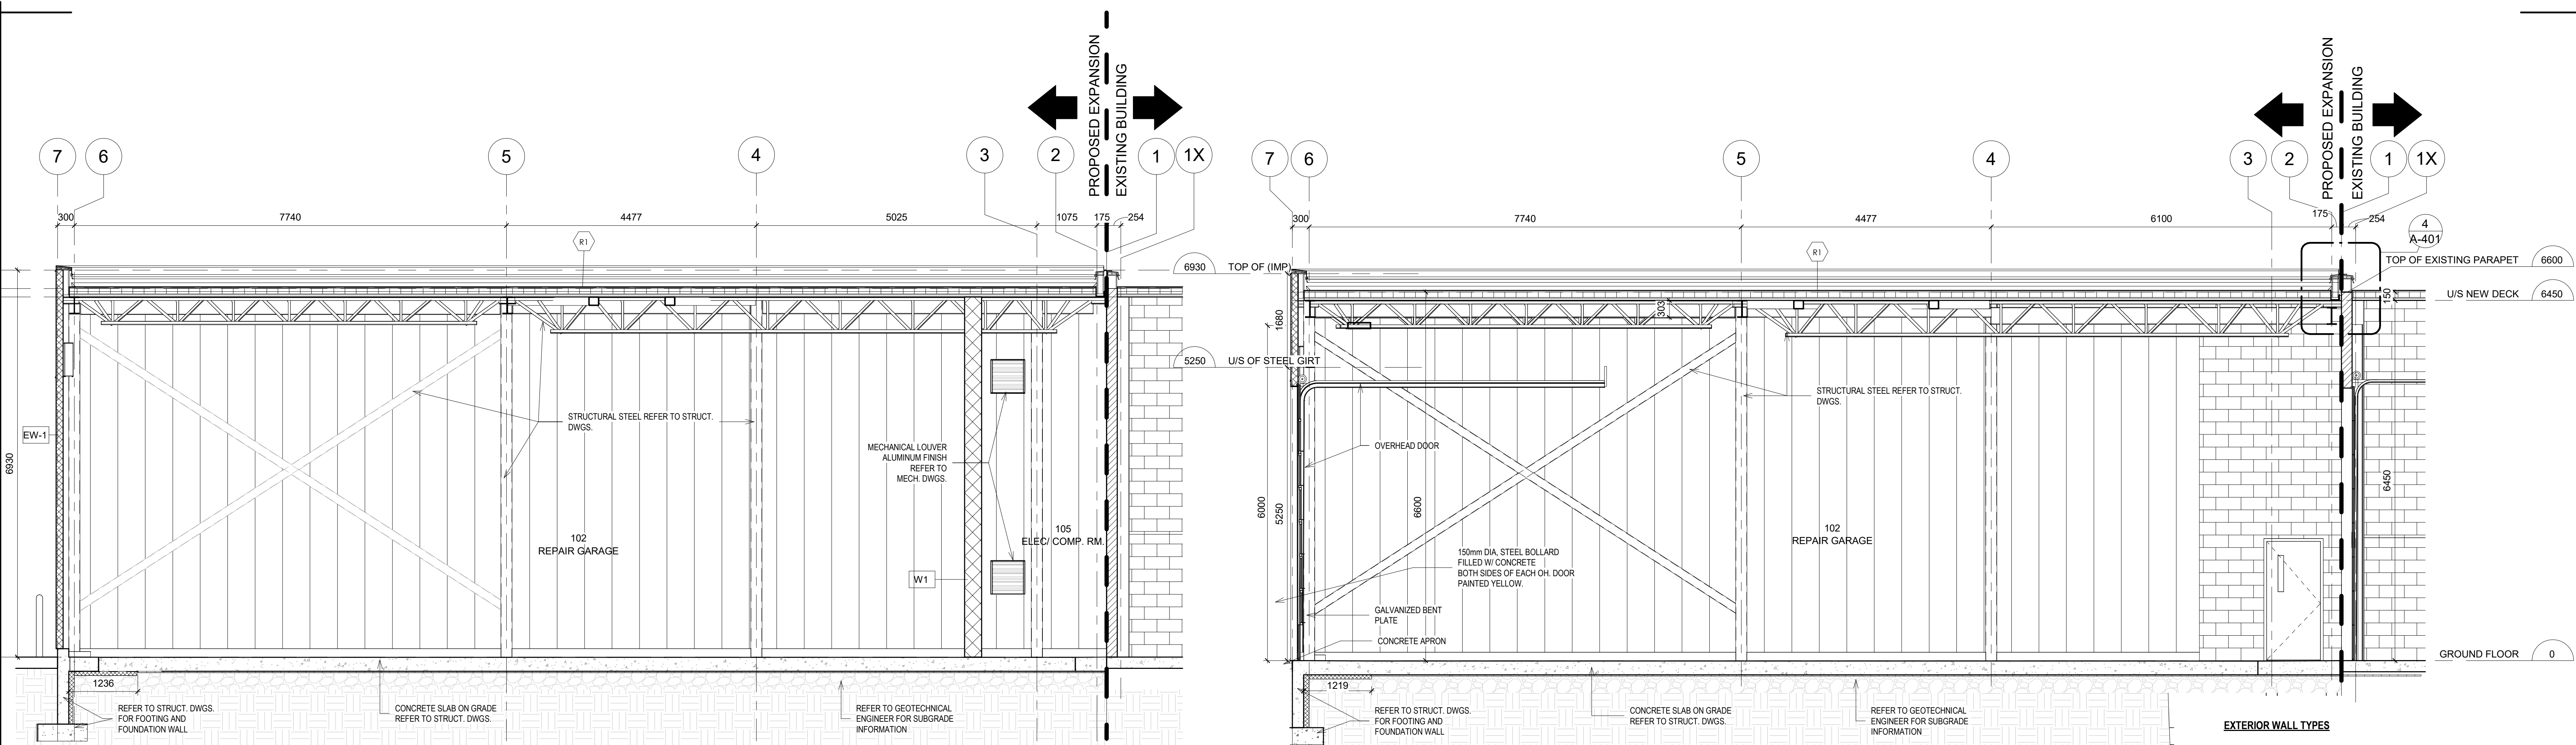 PROPOSED EXPANSION
EXISTING BUILDING
7
6
5
4
3
2
1
1X
300
7740
4477
5025
1075
175
254
R1
6930
EW-1
STRUCTURAL STEEL REFER TO STRUCT.
DWGS.
MECHANICAL LOUVER
ALUMINUM FINISH
REFER TO
MECH. DWGS.
102
REPAIR GARAGE
105
ELEC/ COMP. RM.
W1
1236
REFER TO STRUCT. DWGS.
FOR FOOTING AND
FOUNDATION WALL
CONCRETE SLAB ON GRADE
REFER TO STRUCT. DWGS.
REFER TO GEOTECHNICAL
ENGINEER FOR SUBGRADE
INFORMATION
6930 TOP OF (IMP)
5250 U/S OF STEEL GIRT
PROPOSED EXPANSION
EXISTING BUILDING
7
6
5
4
3
2
1
1X
300
7740
4477
6100
175
254
4
A-401
R1
TOP OF EXISTING PARAPET 6600
U/S NEW DECK 6450
150
1680
303
STRUCTURAL STEEL REFER TO STRUCT.
DWGS.
OVERHEAD DOOR
6000
5250
6600
6450
102
REPAIR GARAGE
150mm DIA, STEEL BOLLARD
FILLED W/ CONCRETE
BOTH SIDES OF EACH OH. DOOR
PAINTED YELLOW.
GALVANIZED BENT
PLATE
CONCRETE APRON
GROUND FLOOR 0
1219
REFER TO STRUCT. DWGS.
FOR FOOTING AND
FOUNDATION WALL
CONCRETE SLAB ON GRADE
REFER TO STRUCT. DWGS.
REFER TO GEOTECHNICAL
ENGINEER FOR SUBGRADE
INFORMATION
EXTERIOR WALL TYPES